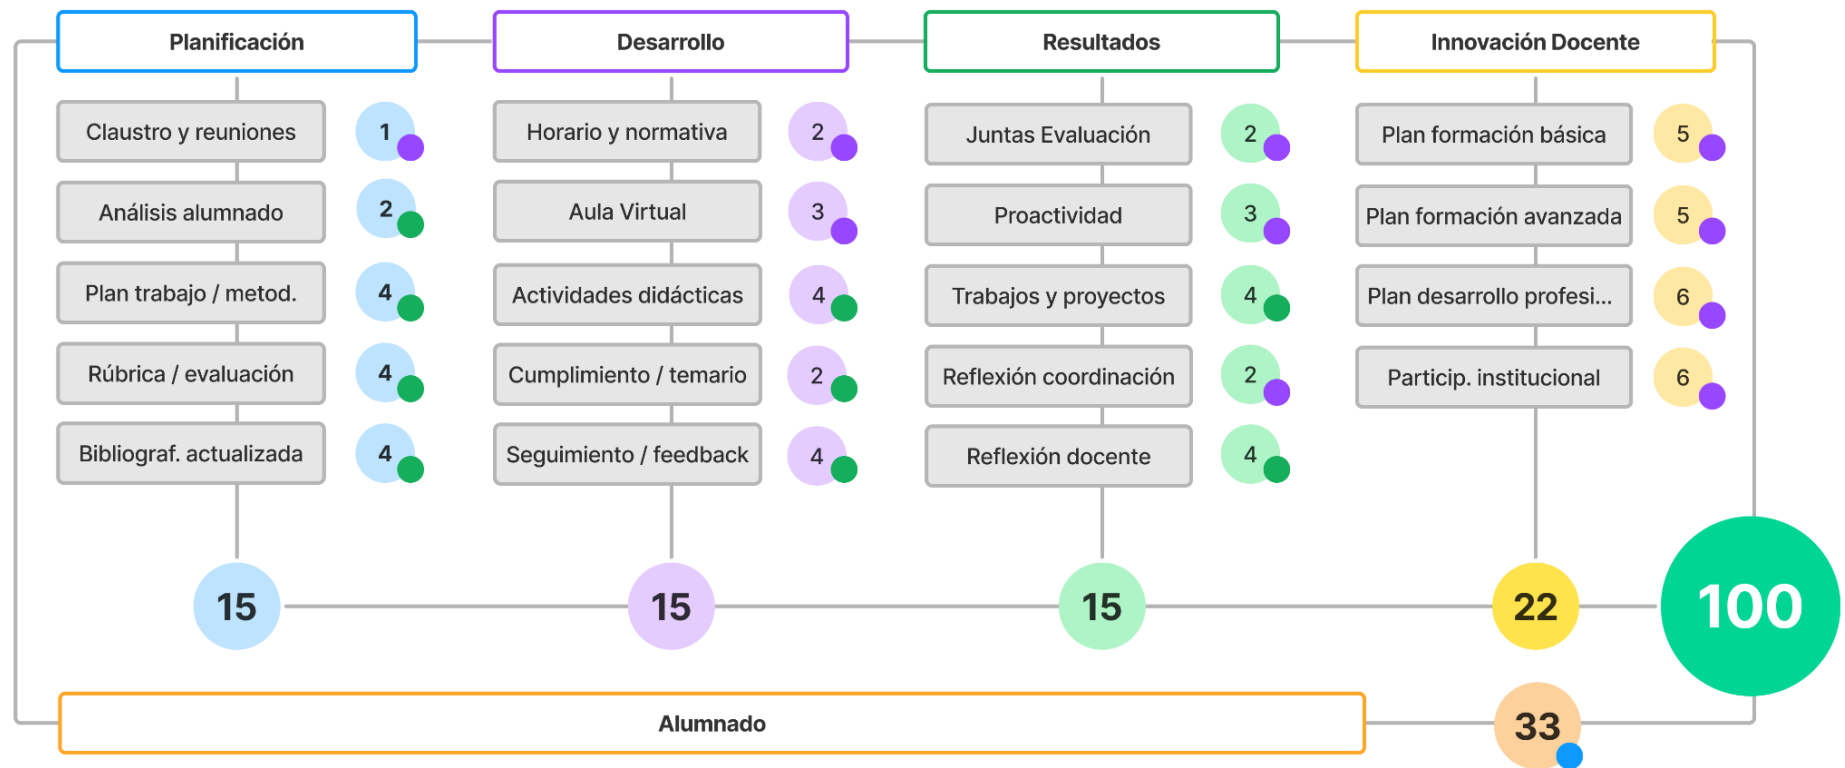 Planificación
Desarrollo
Resultados
Innovación Docente
Claustro y reuniones
1
Horario y normativa
2
Juntas Evaluación
2
Plan formación básica
5
Análisis alumnado
2
Aula Virtual
3
Proactividad
3
Plan formación avanzada
5
Plan trabajo / metod.
4
Actividades didácticas
4
Trabajos y proyectos
4
Plan desarrollo profesi...
6
Rúbrica / evaluación
4
Cumplimiento / temario
2
Reflexión coordinación
2
Particip. institucional
6
Bibliograf. actualizada
4
Seguimiento / feedback
4
Reflexión docente
4
15
15
15
22
100
Alumnado
33